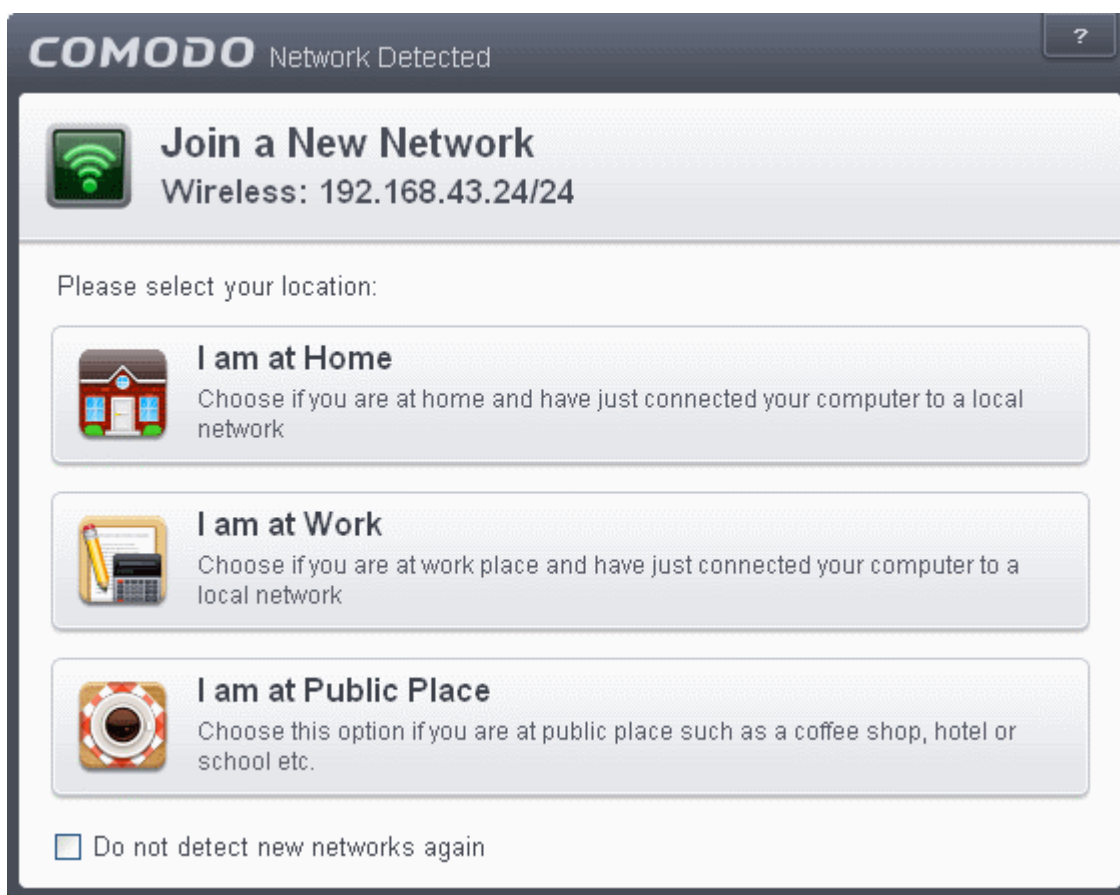 COMODO Network Detected
?
Join a New Network
Wireless: 192.168.43.24/24
Please select your location:
I am at Home
Choose if you are at home and have just connected your computer to a local
network
I am at Work
Choose if you are at work place and have just connected your computer to a
local network
I am at Public Place
Choose this option if you are at public place such as a coffee shop, hotel or
school etc.
Do not detect new networks again